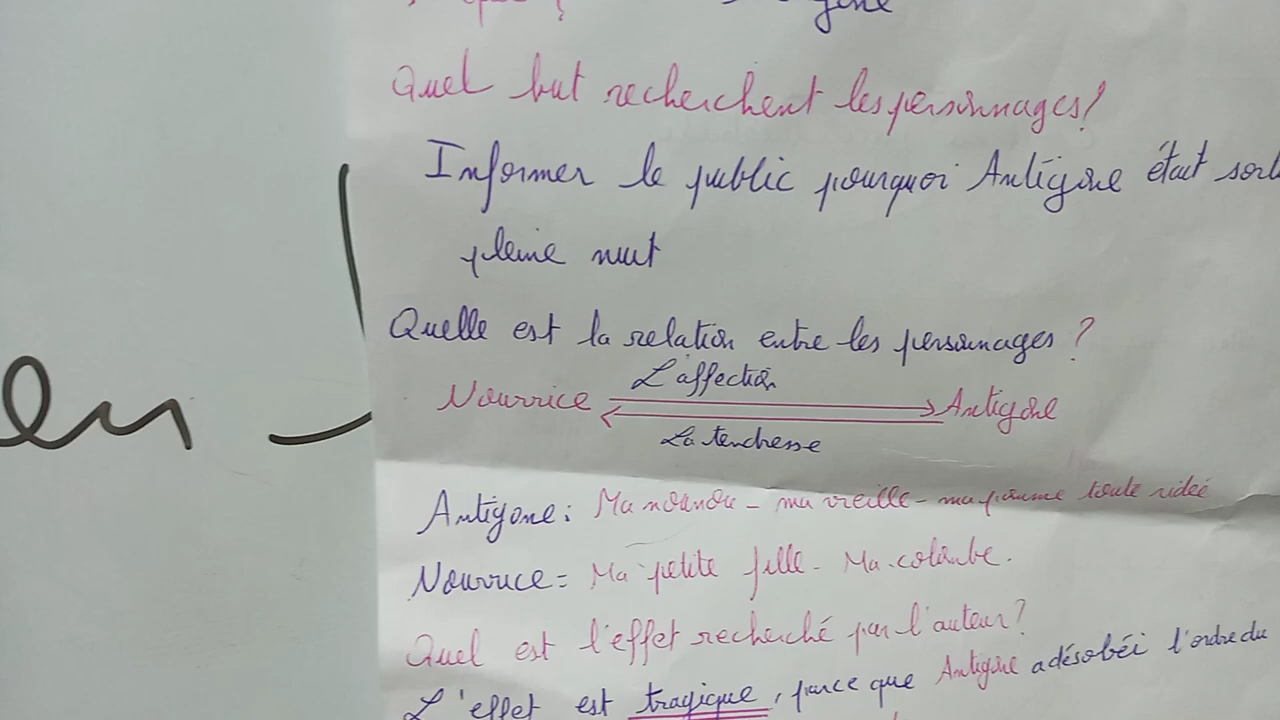 Quel but recherchent les personnages?
Informer le public pourquoi Antigone était
pleine nuit
Quelle est la relation entre les personnages ?
L'affection
Nourrice Antigone
La tendresse
Antigone: Ma nounou - ma vieille - ma pomme toute ridée
Nourrice = Ma petite fille - Ma colombe.
Quel est l'effet recherché par l'auteur?
L'effet est tragique, parce que Antigone a désobéi l'ordre du